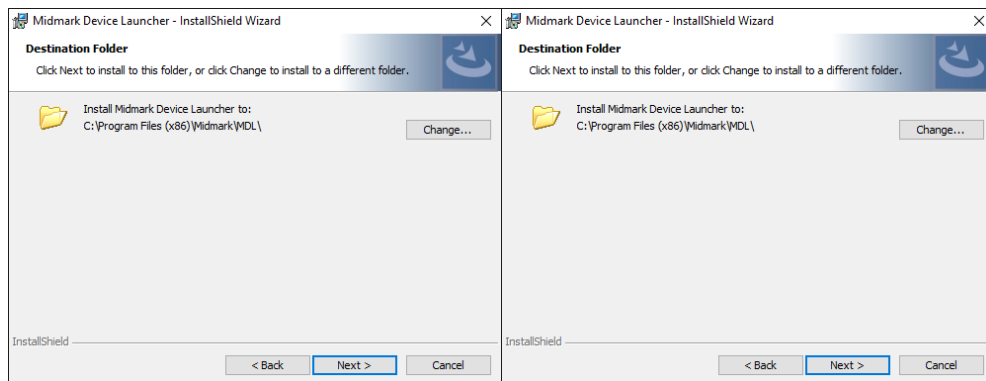 Midmark Device Launcher - InstallShield Wizard
Destination Folder
Click Next to install to this folder, or click Change to install to a different folder.
Install Midmark Device Launcher to:
C:\Program Files (x86)\Midmark\MDL\
Change...
InstallShield
< Back
Next >
Cancel
Midmark Device Launcher - InstallShield Wizard
Destination Folder
Click Next to install to this folder, or click Change to install to a different folder.
Install Midmark Device Launcher to:
C:\Program Files (x86)\Midmark\MDL\
Change...
InstallShield
< Back
Next >
Cancel